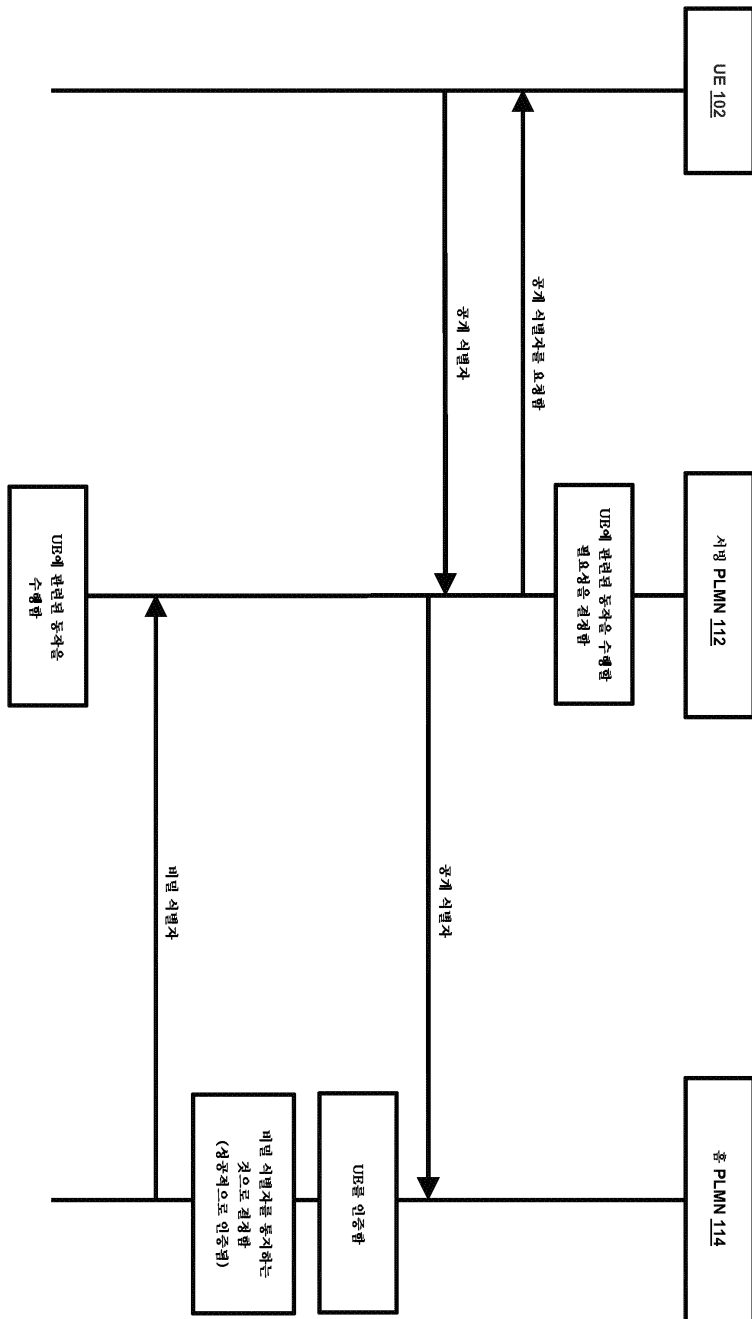 UE 102
서빙 PLMN 112
홈 PLMN 114
UE에 관련된 동작을 수행할
필요성을 결정함
공개 식별자를 요청함
공개 식별자
공개 식별자
UE를 인증함
비밀 식별자를 통지하는
것으로 결정함
(성공적으로 인증됨)
비밀 식별자
UE에 관련된 동작을
수행함